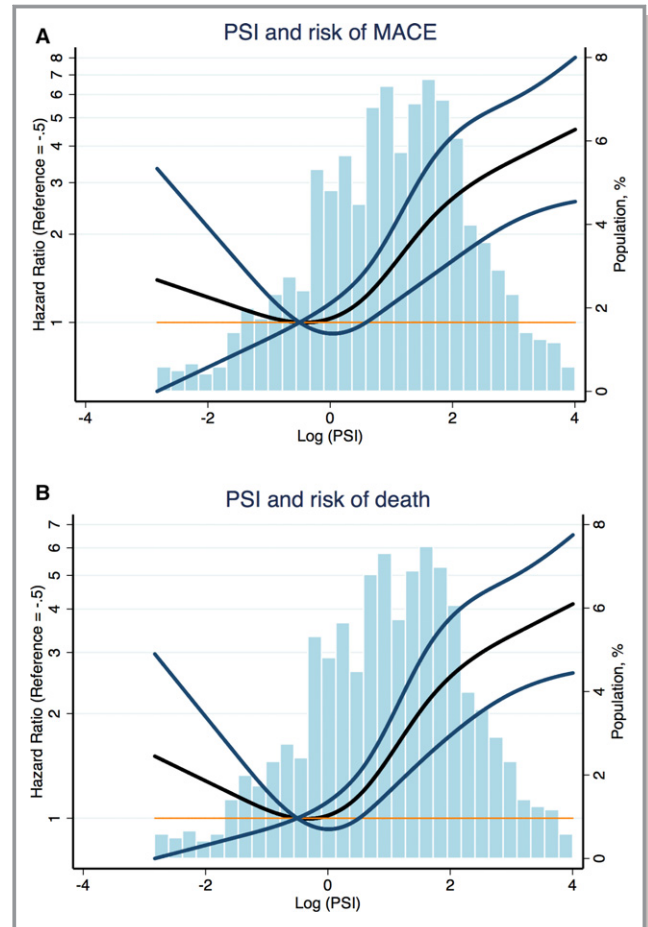 A
PSI and risk of MACE
Hazard Ratio (Reference = -.5)
8
7
6
5
4
3
2
1
8
6
4
2
0
Population, %
-4 -2 0 2 4
Log (PSI)
B
PSI and risk of death
Hazard Ratio (Reference = -.5)
7
6
5
4
3
2
1
8
6
4
2
0
Population, %
-4 -2 0 2 4
Log (PSI)